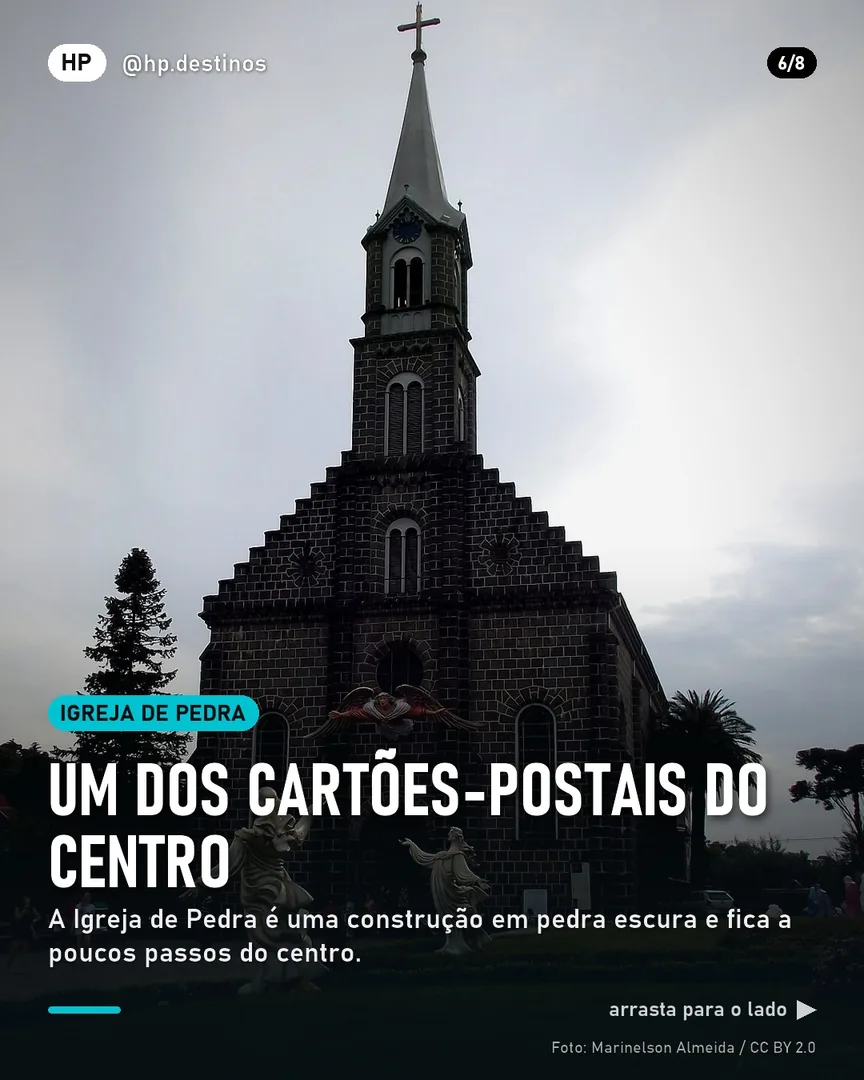 HP @hp.destinos
6/8
IGREJA DE PEDRA
UM DOS CARTÕES-POSTAIS DO
CENTRO
A Igreja de Pedra é uma construção em pedra escura e fica a
poucos passos do centro.
arrasta para o lado ▶
Foto: Marinelson Almeida / CC BY 2.0